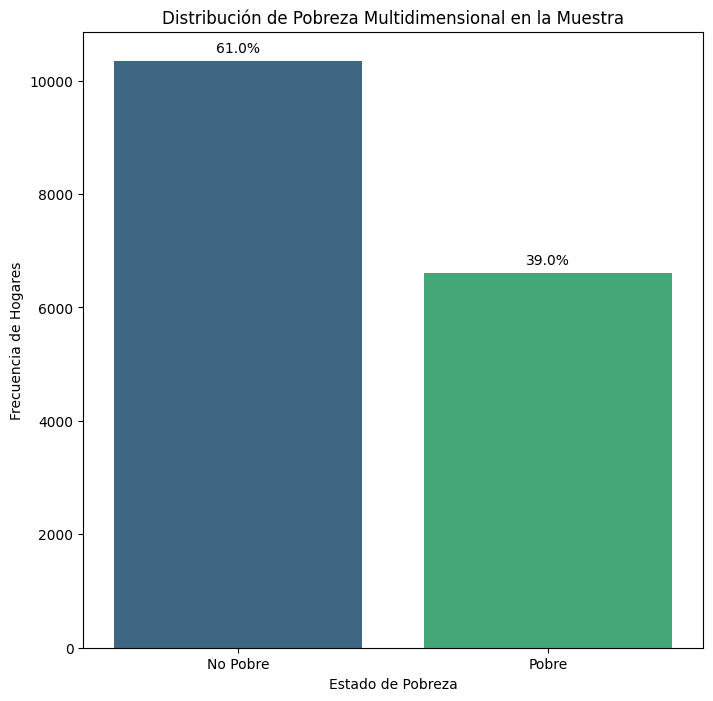 Distribución de Pobreza Multidimensional en la Muestra
61.0%
39.0%
10000
8000
6000
4000
2000
0
Frecuencia de Hogares
No Pobre
Pobre
Estado de Pobreza